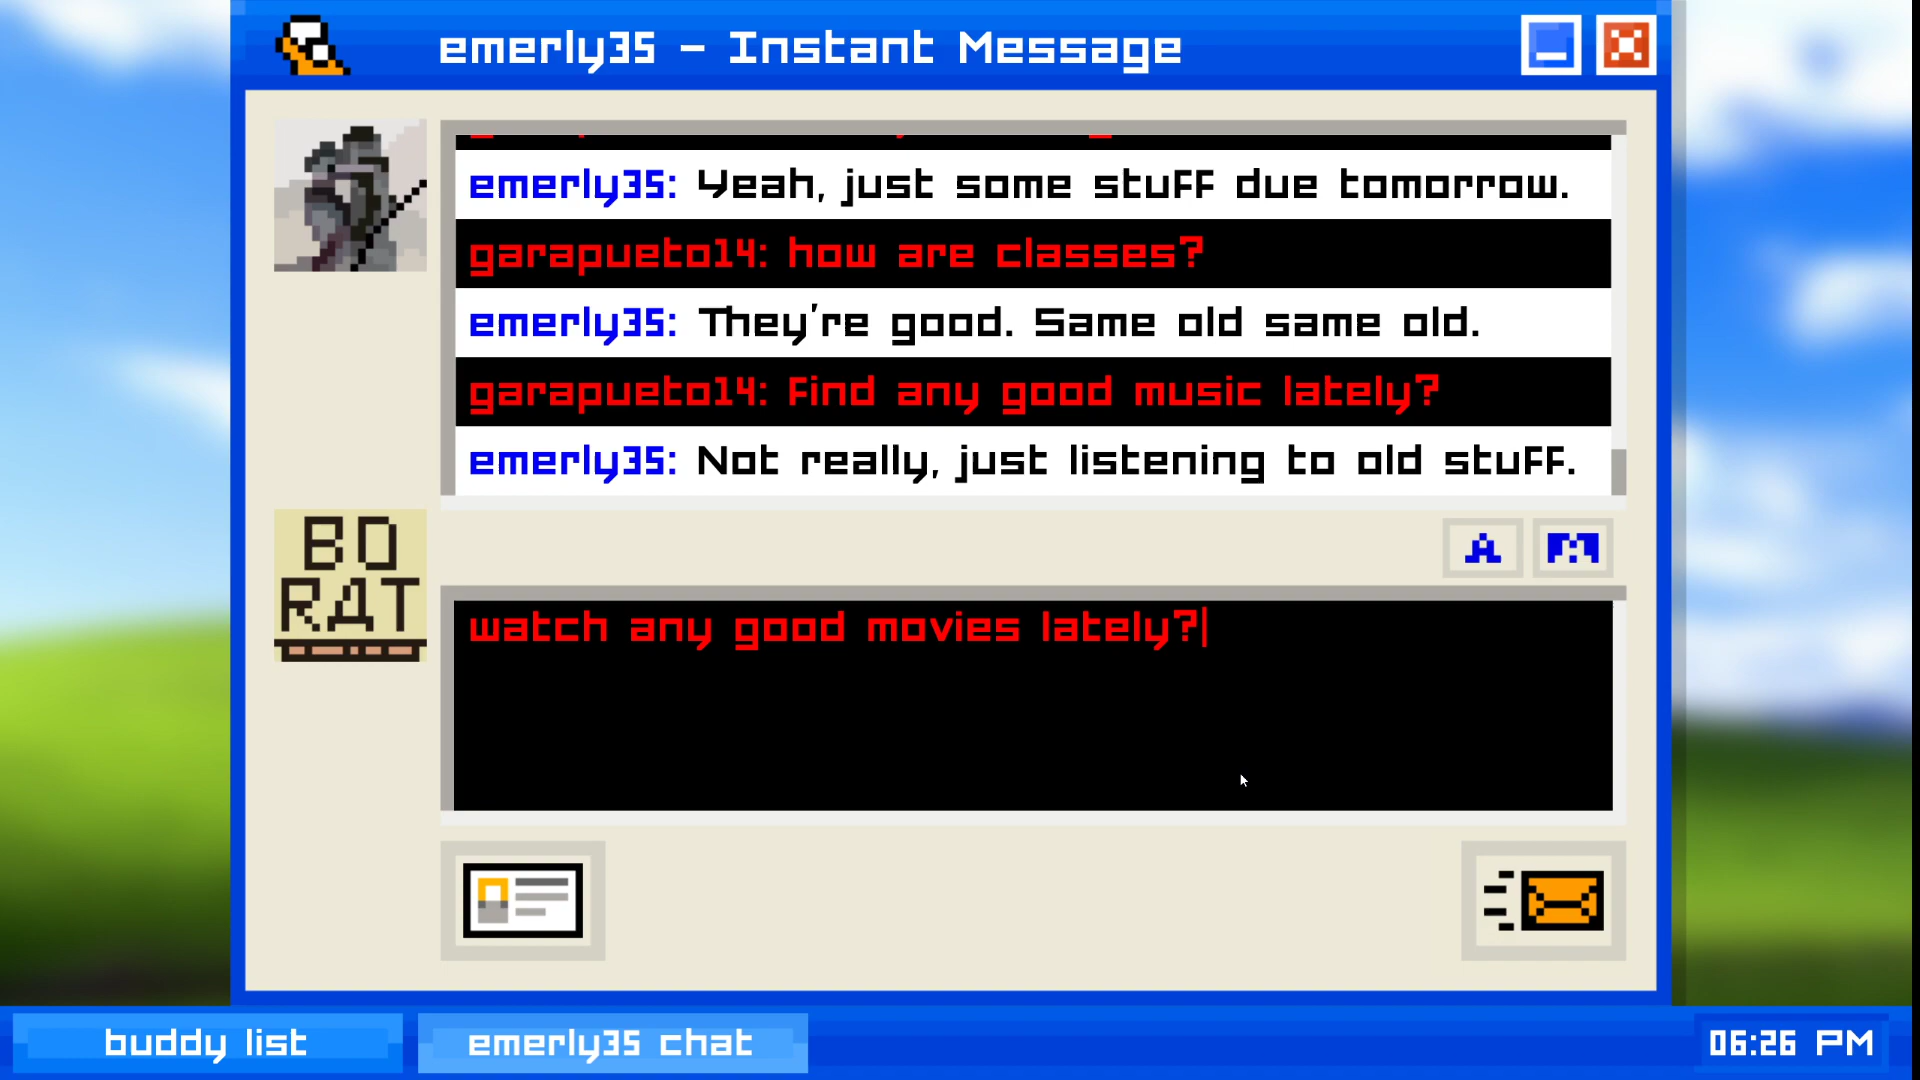 emerly35 - Instant Message
emerly35: Yeah, just some stuff due tomorrow.
garapueto14: how are classes?
emerly35: They're good. Same old same old.
garapueto14: find any good music lately?
emerly35: Not really, just listening to old stuff.
BO
RAT
A
watch any good movies lately?
buddy list
emerly35 chat
06:26 PM